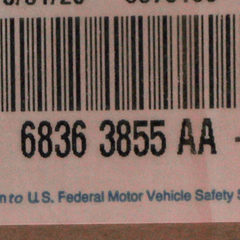 6836 3855 AA -
to U.S. Federal Motor Vehicle Safety